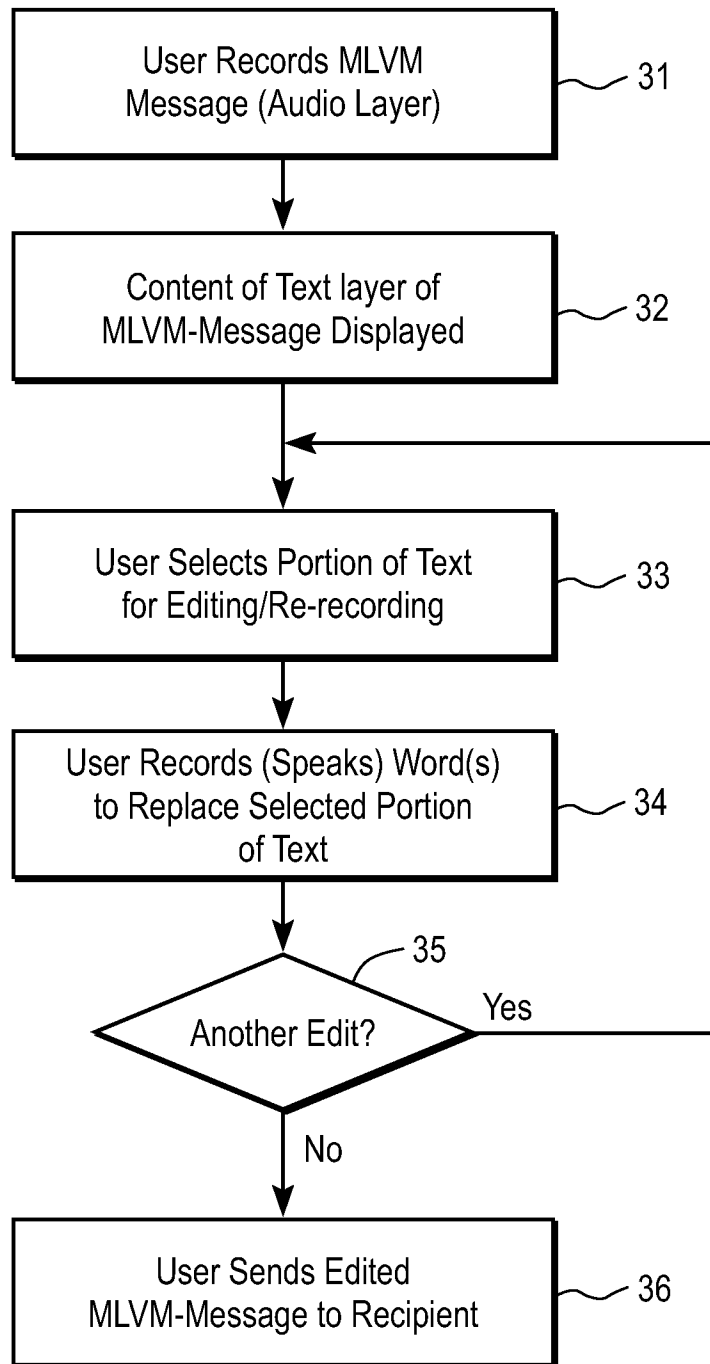 User Records MLVM
Message (Audio Layer)
31
Content of Text layer of
MLVM-Message Displayed
32
User Selects Portion of Text
for Editing/Re-recording
33
User Records (Speaks) Word(s)
to Replace Selected Portion
of Text
34
35
Another Edit?
Yes
No
User Sends Edited
MLVM-Message to Recipient
36